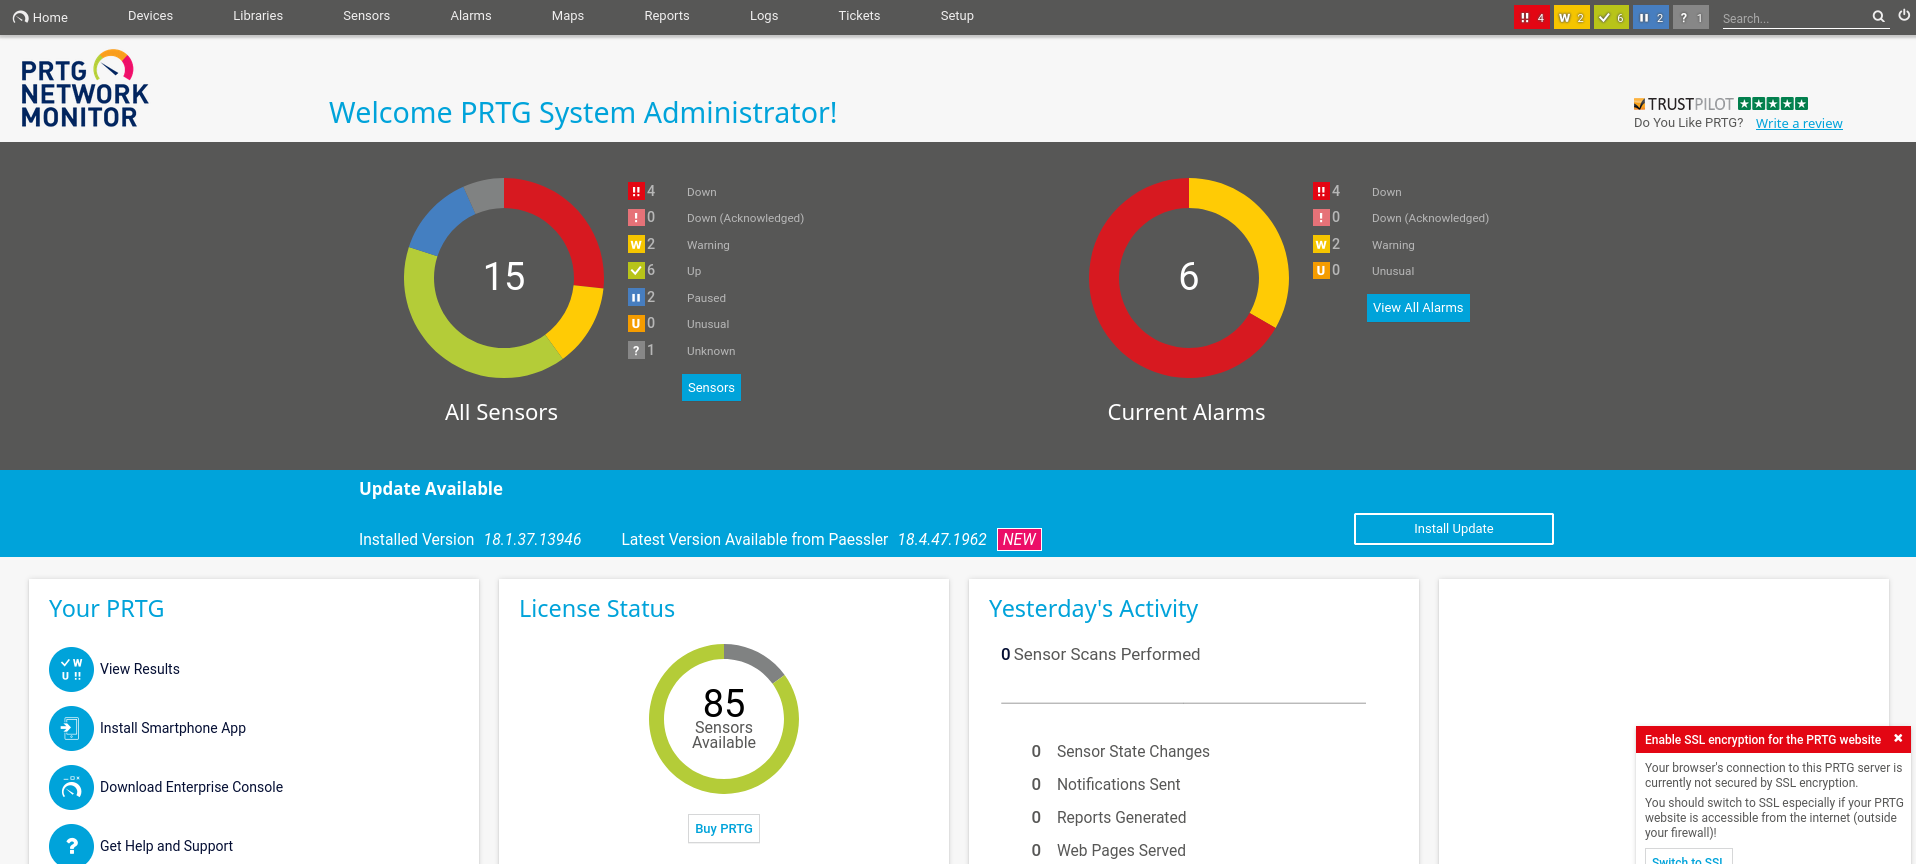 Home Devices Libraries Sensors Alarms Maps Reports Logs Tickets Setup !! 4 W 2 6 2 ? 1 Search...
PRTG
NETWORK
MONITOR
Welcome PRTG System Administrator!
TRUSTPILOT
Do You Like PRTG? Write a review
15
!! 4 Down
! 0 Down (Acknowledged)
W 2 Warning
6 Up
2 Paused
U 0 Unusual
? 1 Unknown
Sensors
All Sensors
6
!! 4 Down
! 0 Down (Acknowledged)
W 2 Warning
U 0 Unusual
View All Alarms
Current Alarms
Update Available
Installed Version 18.1.37.13946 Latest Version Available from Paessler 18.4.47.1962 NEW
Install Update
Your PRTG
W
U !!
View Results
Install Smartphone App
Download Enterprise Console
? Get Help and Support
License Status
85
Sensors
Available
Buy PRTG
Yesterday's Activity
0 Sensor Scans Performed
0 Sensor State Changes
0 Notifications Sent
0 Reports Generated
0 Web Pages Served
Enable SSL encryption for the PRTG website
Your browser's connection to this PRTG server is
currently not secured by SSL encryption.
You should switch to SSL especially if your PRTG
website is accessible from the internet (outside
your firewall)!
Switch to SSL